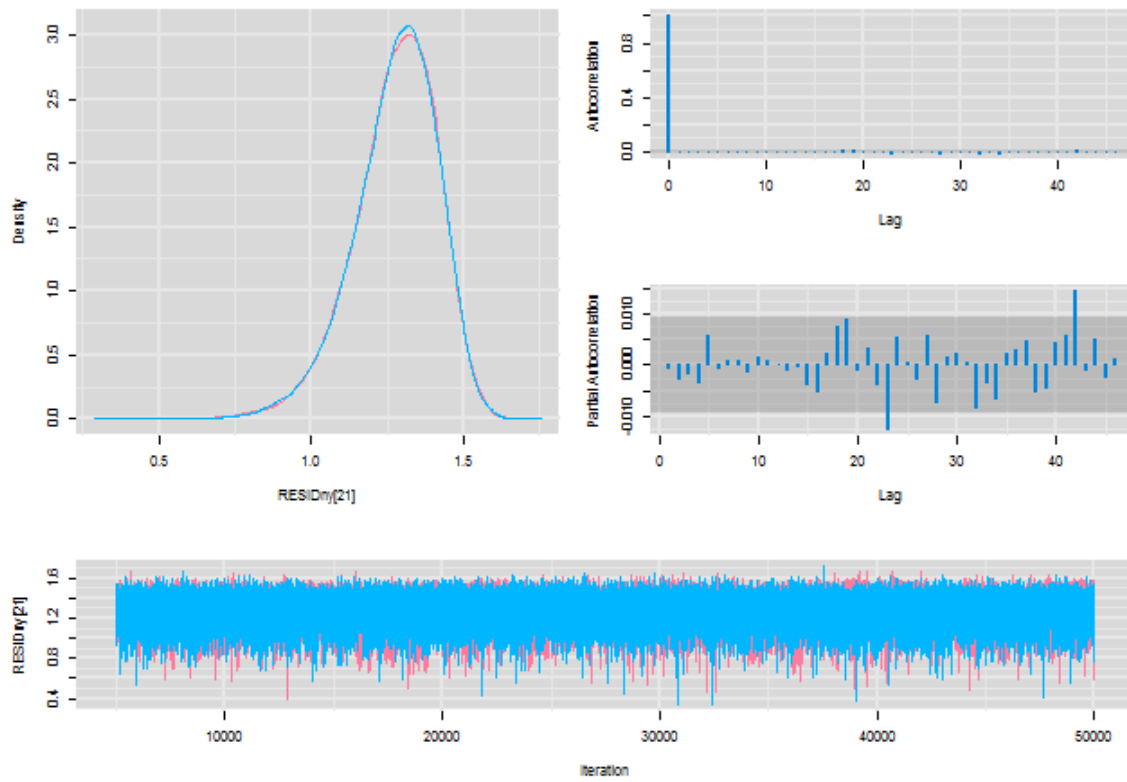 Density
0.0 0.5 1.0 1.5 2.0 2.5 3.0
0.5 1.0 1.5
RESIDny[21]
Autocorrelation
0.0 0.4 0.8
0 10 20 30 40
Lag
Partial Autocorrelation
-0.010 0.000 0.010
0 10 20 30 40
Lag
RESIDny[21]
0.4 0.8 1.2 1.6
10000 20000 30000 40000 50000
Iteration